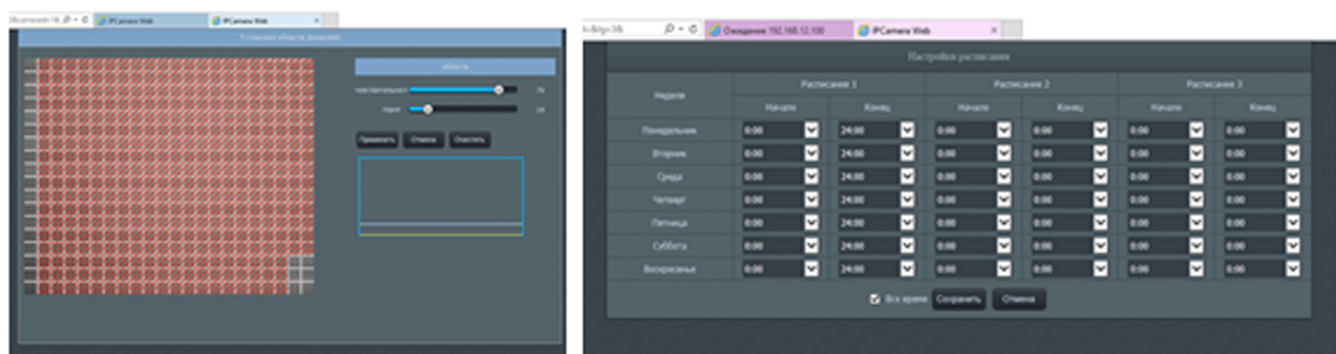 IPCamera Web
IPCamera Web
Установка области движения
область
чувствительность
порог
Применить Отмена Очистить
Ожидание 192.168.12.100
IPCamera Web
Настройка расписания
Неделя
Расписание 1 Расписание 2 Расписание 3
Начало Конец Начало Конец Начало Конец
Понедельник 0:00 24:00 0:00 0:00 0:00 0:00
Вторник 0:00 24:00 0:00 0:00 0:00 0:00
Среда 0:00 24:00 0:00 0:00 0:00 0:00
Четверг 0:00 24:00 0:00 0:00 0:00 0:00
Пятница 0:00 24:00 0:00 0:00 0:00 0:00
Суббота 0:00 24:00 0:00 0:00 0:00 0:00
Воскресенье 0:00 24:00 0:00 0:00 0:00 0:00
Все время Сохранить Отмена